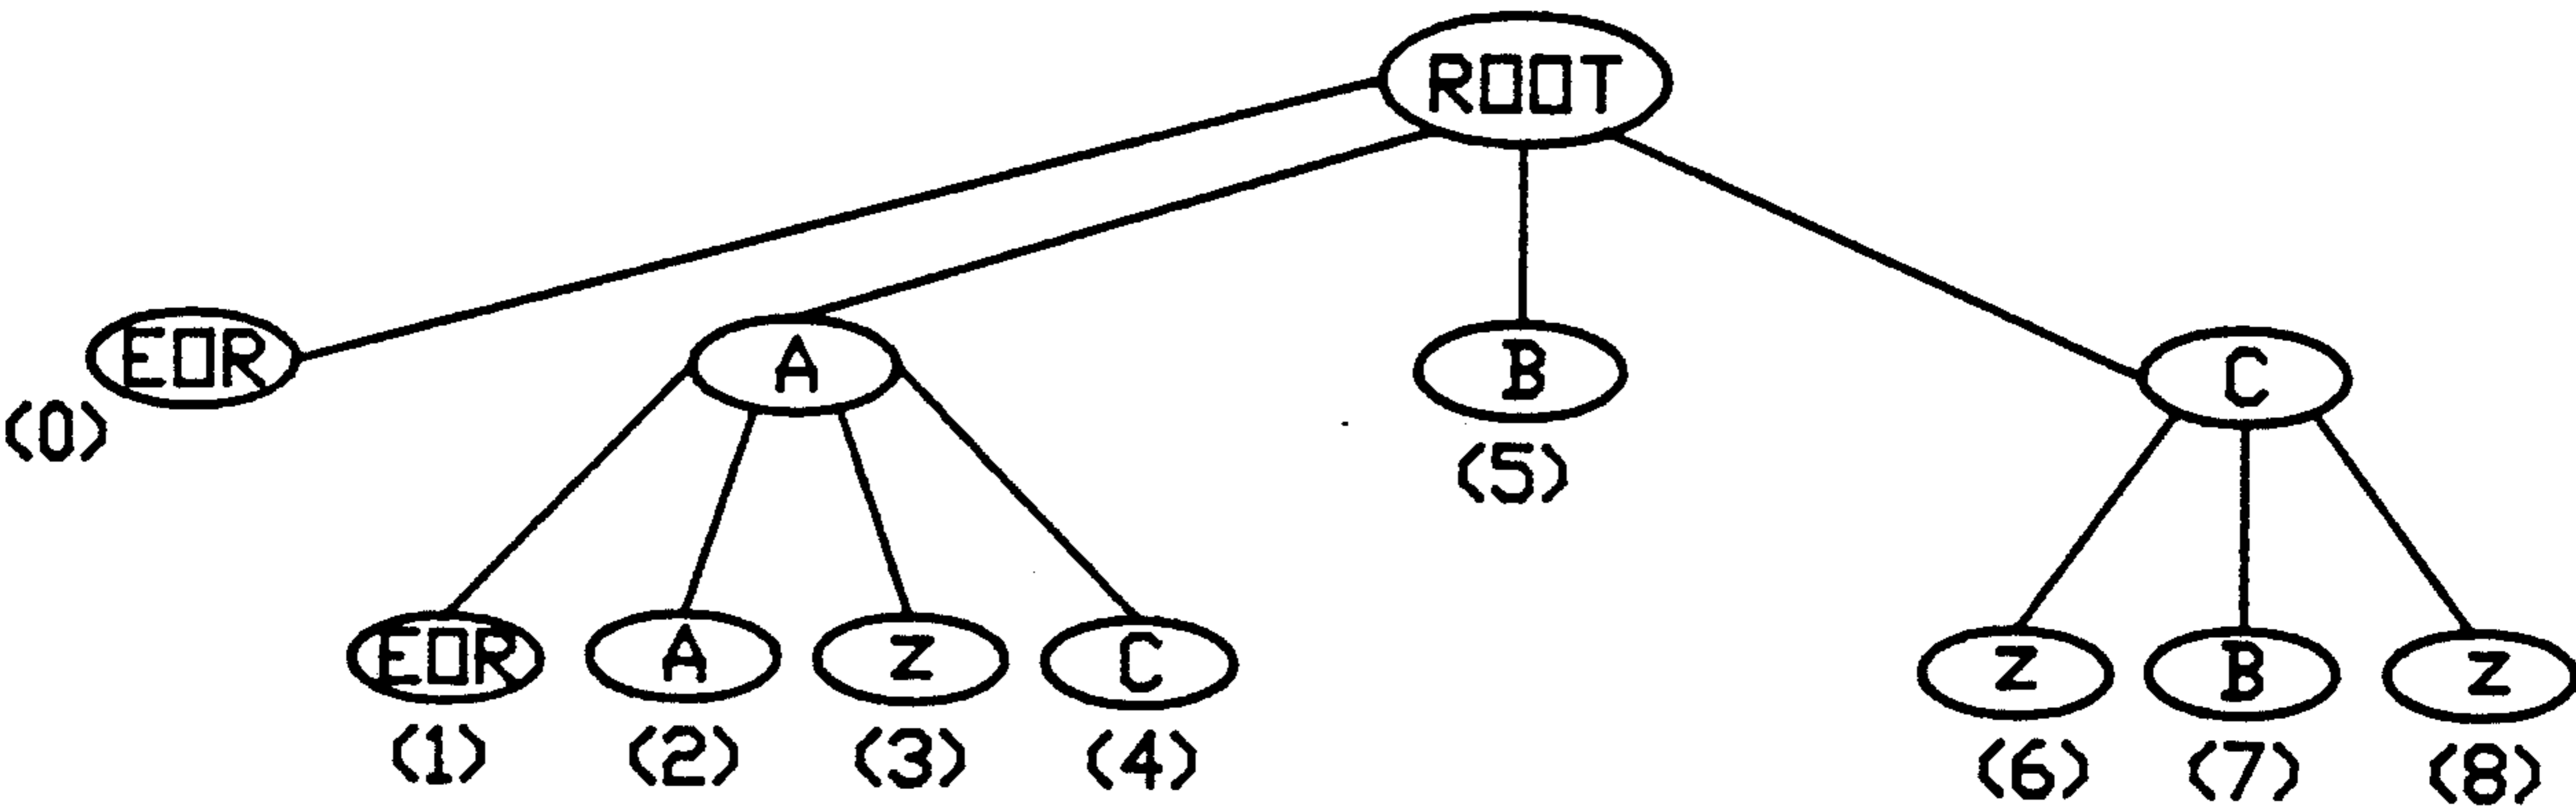 ROOT
EOR A B C
(0) (5)
EOR A z C z B z
(1) (2) (3) (4) (6) (7) (8)